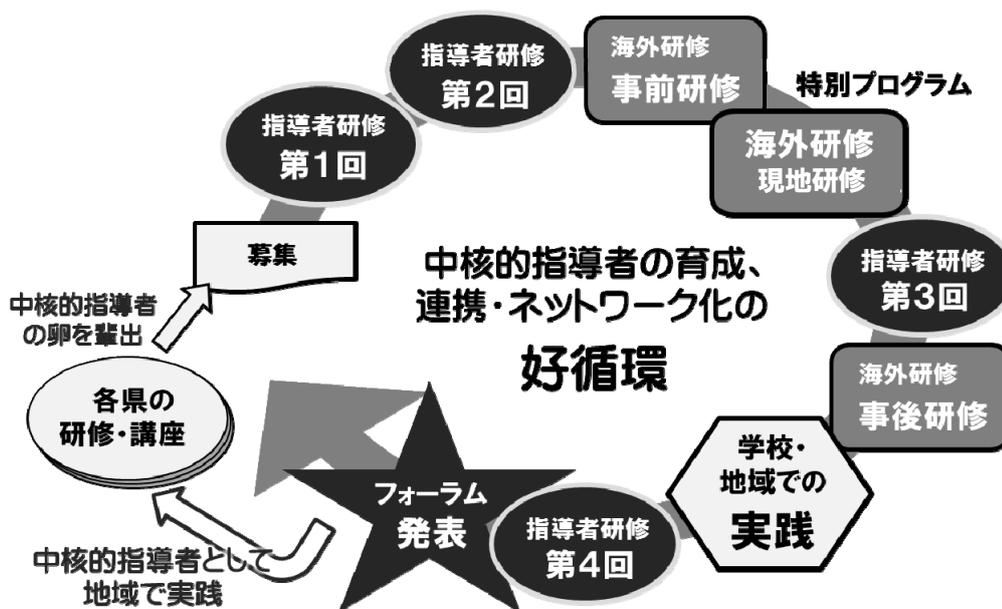 指導者研修
第1回
指導者研修
第2回
海外研修
事前研修
特別プログラム
海外研修
現地研修
指導者研修
第3回
海外研修
事後研修
学校・
地域での
実践
指導者研修
第4回
フォーラム
発表
中核的指導者として
地域で実践
各県の
研修・講座
中核的指導者
の卵を輩出
募集
中核的指導者の育成、
連携・ネットワーク化の
好循環